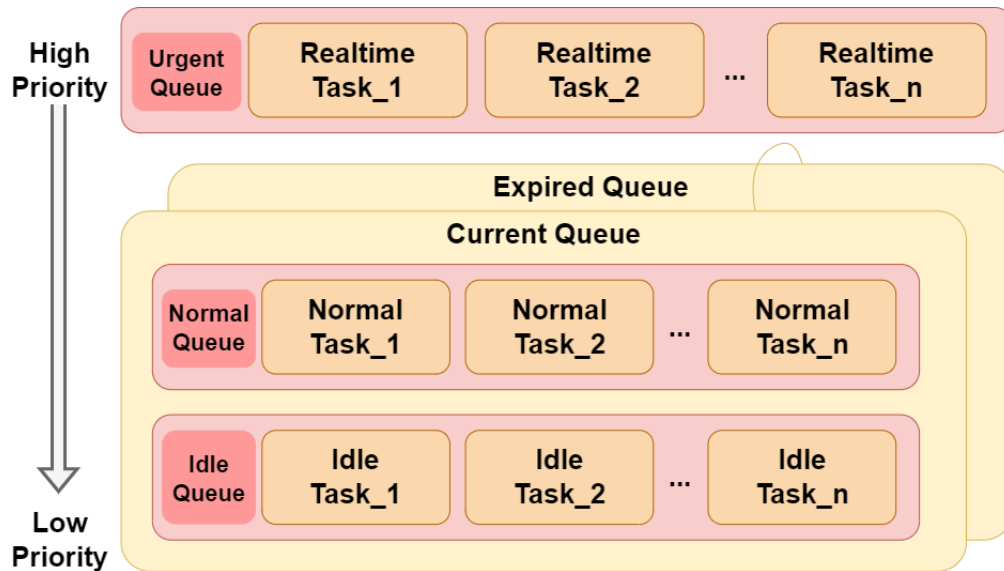 High
Priority
Urgent
Queue
Realtime
Task_1
Realtime
Task_2
...
Realtime
Task_n
Expired Queue
Current Queue
Normal
Queue
Normal
Task_1
Normal
Task_2
...
Normal
Task_n
Idle
Queue
Idle
Task_1
Idle
Task_2
...
Idle
Task_n
Low
Priority